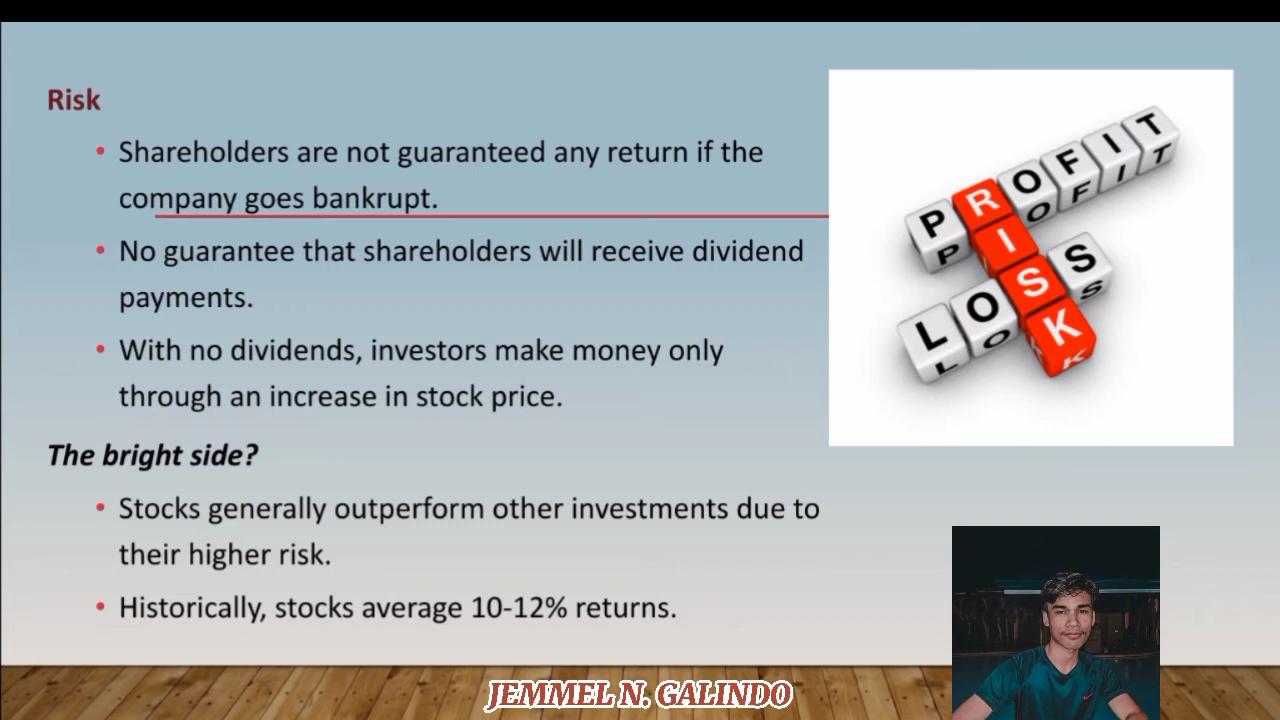 Risk
• Shareholders are not guaranteed any return if the
company goes bankrupt.
• No guarantee that shareholders will receive dividend
payments.
• With no dividends, investors make money only
through an increase in stock price.
The bright side?
• Stocks generally outperform other investments due to
their higher risk.
• Historically, stocks average 10-12% returns.
PROFIT
RISK
LOSS
JEMMEL N. GALINDO